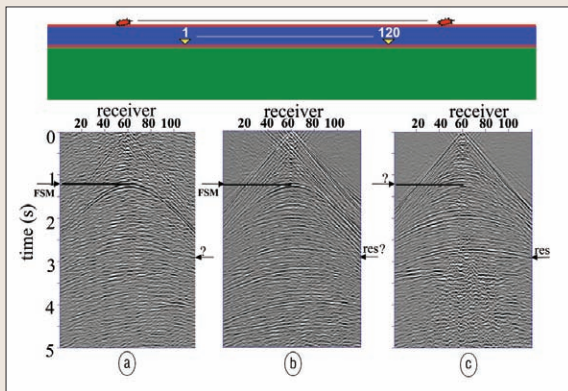 1 120
receiver receiver receiver
20 40 60 80 100 20 40 60 80 100 20 40 60 80 100
time (s)
0
1
2
3
4
5
FSM
?
FSM
res?
?
res
a b c